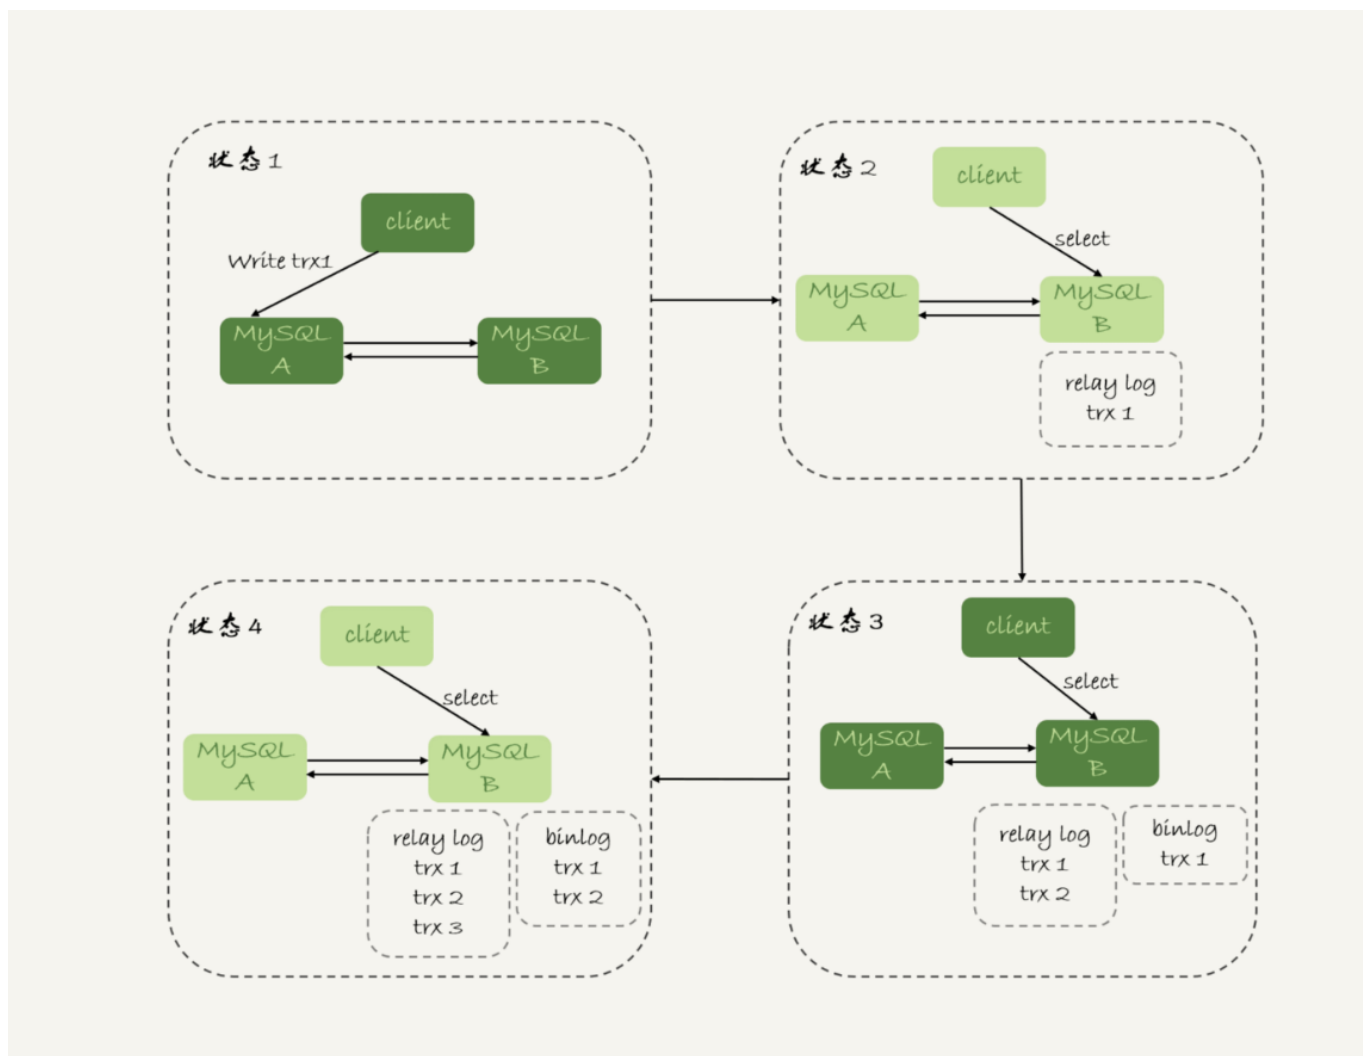 状态1
client
Write trx1
MySQL
A
MySQL
B
状态2
client
select
MySQL
A
MySQL
B
relay log
trx 1
状态3
client
select
MySQL
A
MySQL
B
relay log
trx 1
trx 2
binlog
trx 1
状态4
client
select
MySQL
A
MySQL
B
relay log
trx 1
trx 2
trx 3
binlog
trx 1
trx 2